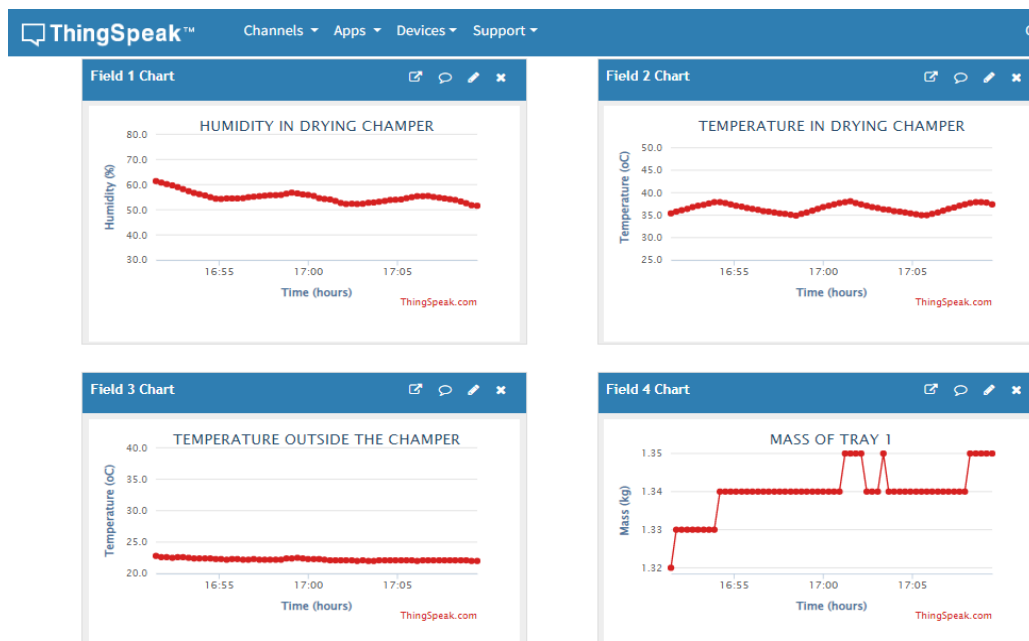 ThingSpeak™ Channels Apps Devices Support
Field 1 Chart
HUMIDITY IN DRYING CHAMPER
Humidity (%)
80.0
70.0
60.0
50.0
40.0
30.0
16:55 17:00 17:05
Time (hours)
ThingSpeak.com
Field 2 Chart
TEMPERATURE IN DRYING CHAMPER
Temperature (oC)
50.0
45.0
40.0
35.0
30.0
25.0
16:55 17:00 17:05
Time (hours)
ThingSpeak.com
Field 3 Chart
TEMPERATURE OUTSIDE THE CHAMPER
Temperature (oC)
40.0
35.0
30.0
25.0
20.0
16:55 17:00 17:05
Time (hours)
ThingSpeak.com
Field 4 Chart
MASS OF TRAY 1
Mass (kg)
1.35
1.34
1.33
1.32
16:55 17:00 17:05
Time (hours)
ThingSpeak.com